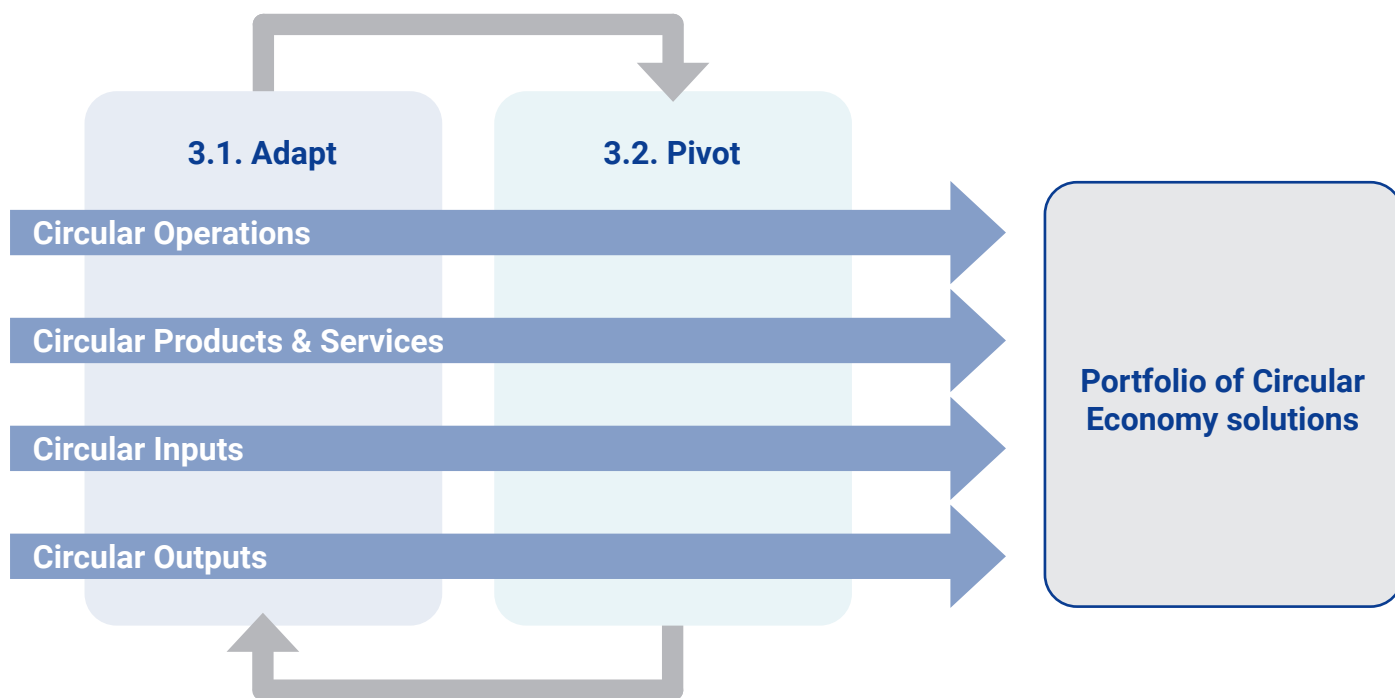 3.1. Adapt
3.2. Pivot
Circular Operations
Circular Products & Services
Circular Inputs
Circular Outputs
Portfolio of Circular
Economy solutions